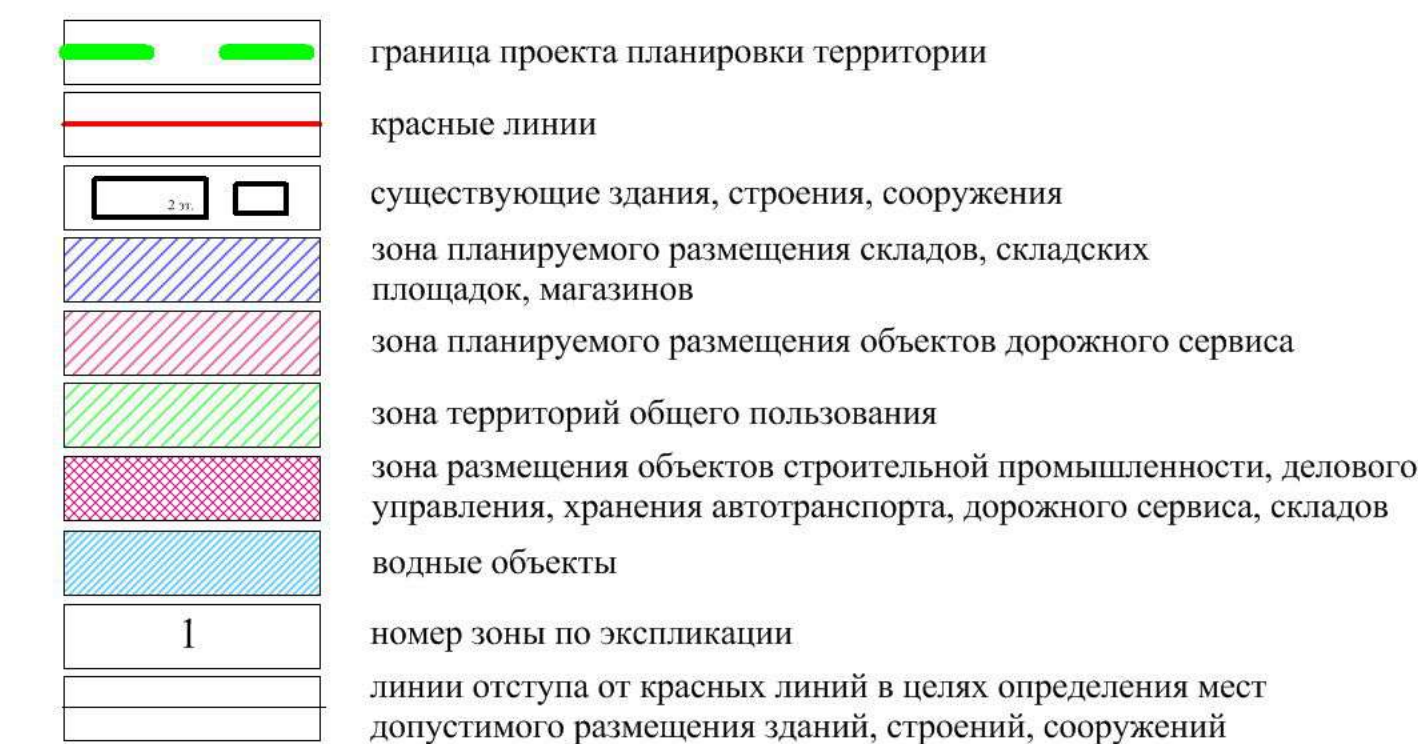 граница проекта планировки территории
красные линии
2 эт.
существующие здания, строения, сооружения
зона планируемого размещения складов, складских
площадок, магазинов
зона планируемого размещения объектов дорожного сервиса
зона территорий общего пользования
зона размещения объектов строительной промышленности, делового
управления, хранения автотранспорта, дорожного сервиса, складов
водные объекты
1
номер зоны по экспликации
линии отступа от красных линий в целях определения мест
допустимого размещения зданий, строений, сооружений